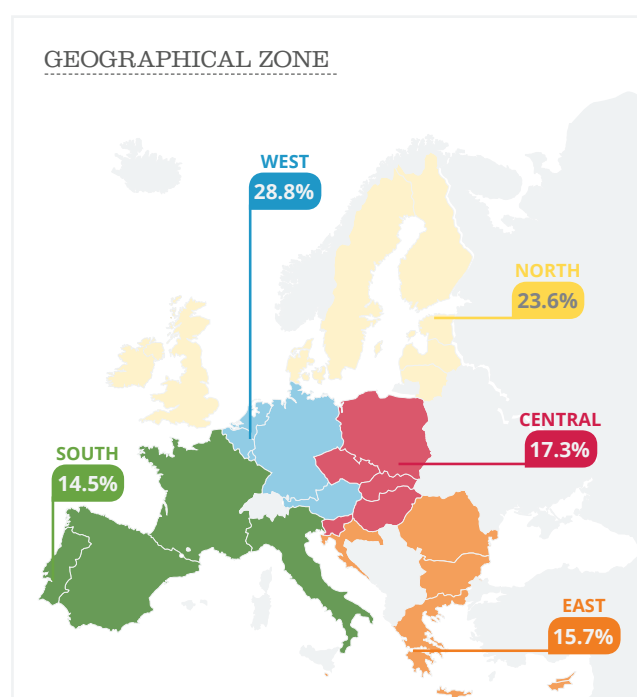 GEOGRAPHICAL ZONE
WEST
28.8%
NORTH
23.6%
CENTRAL
17.3%
SOUTH
14.5%
EAST
15.7%